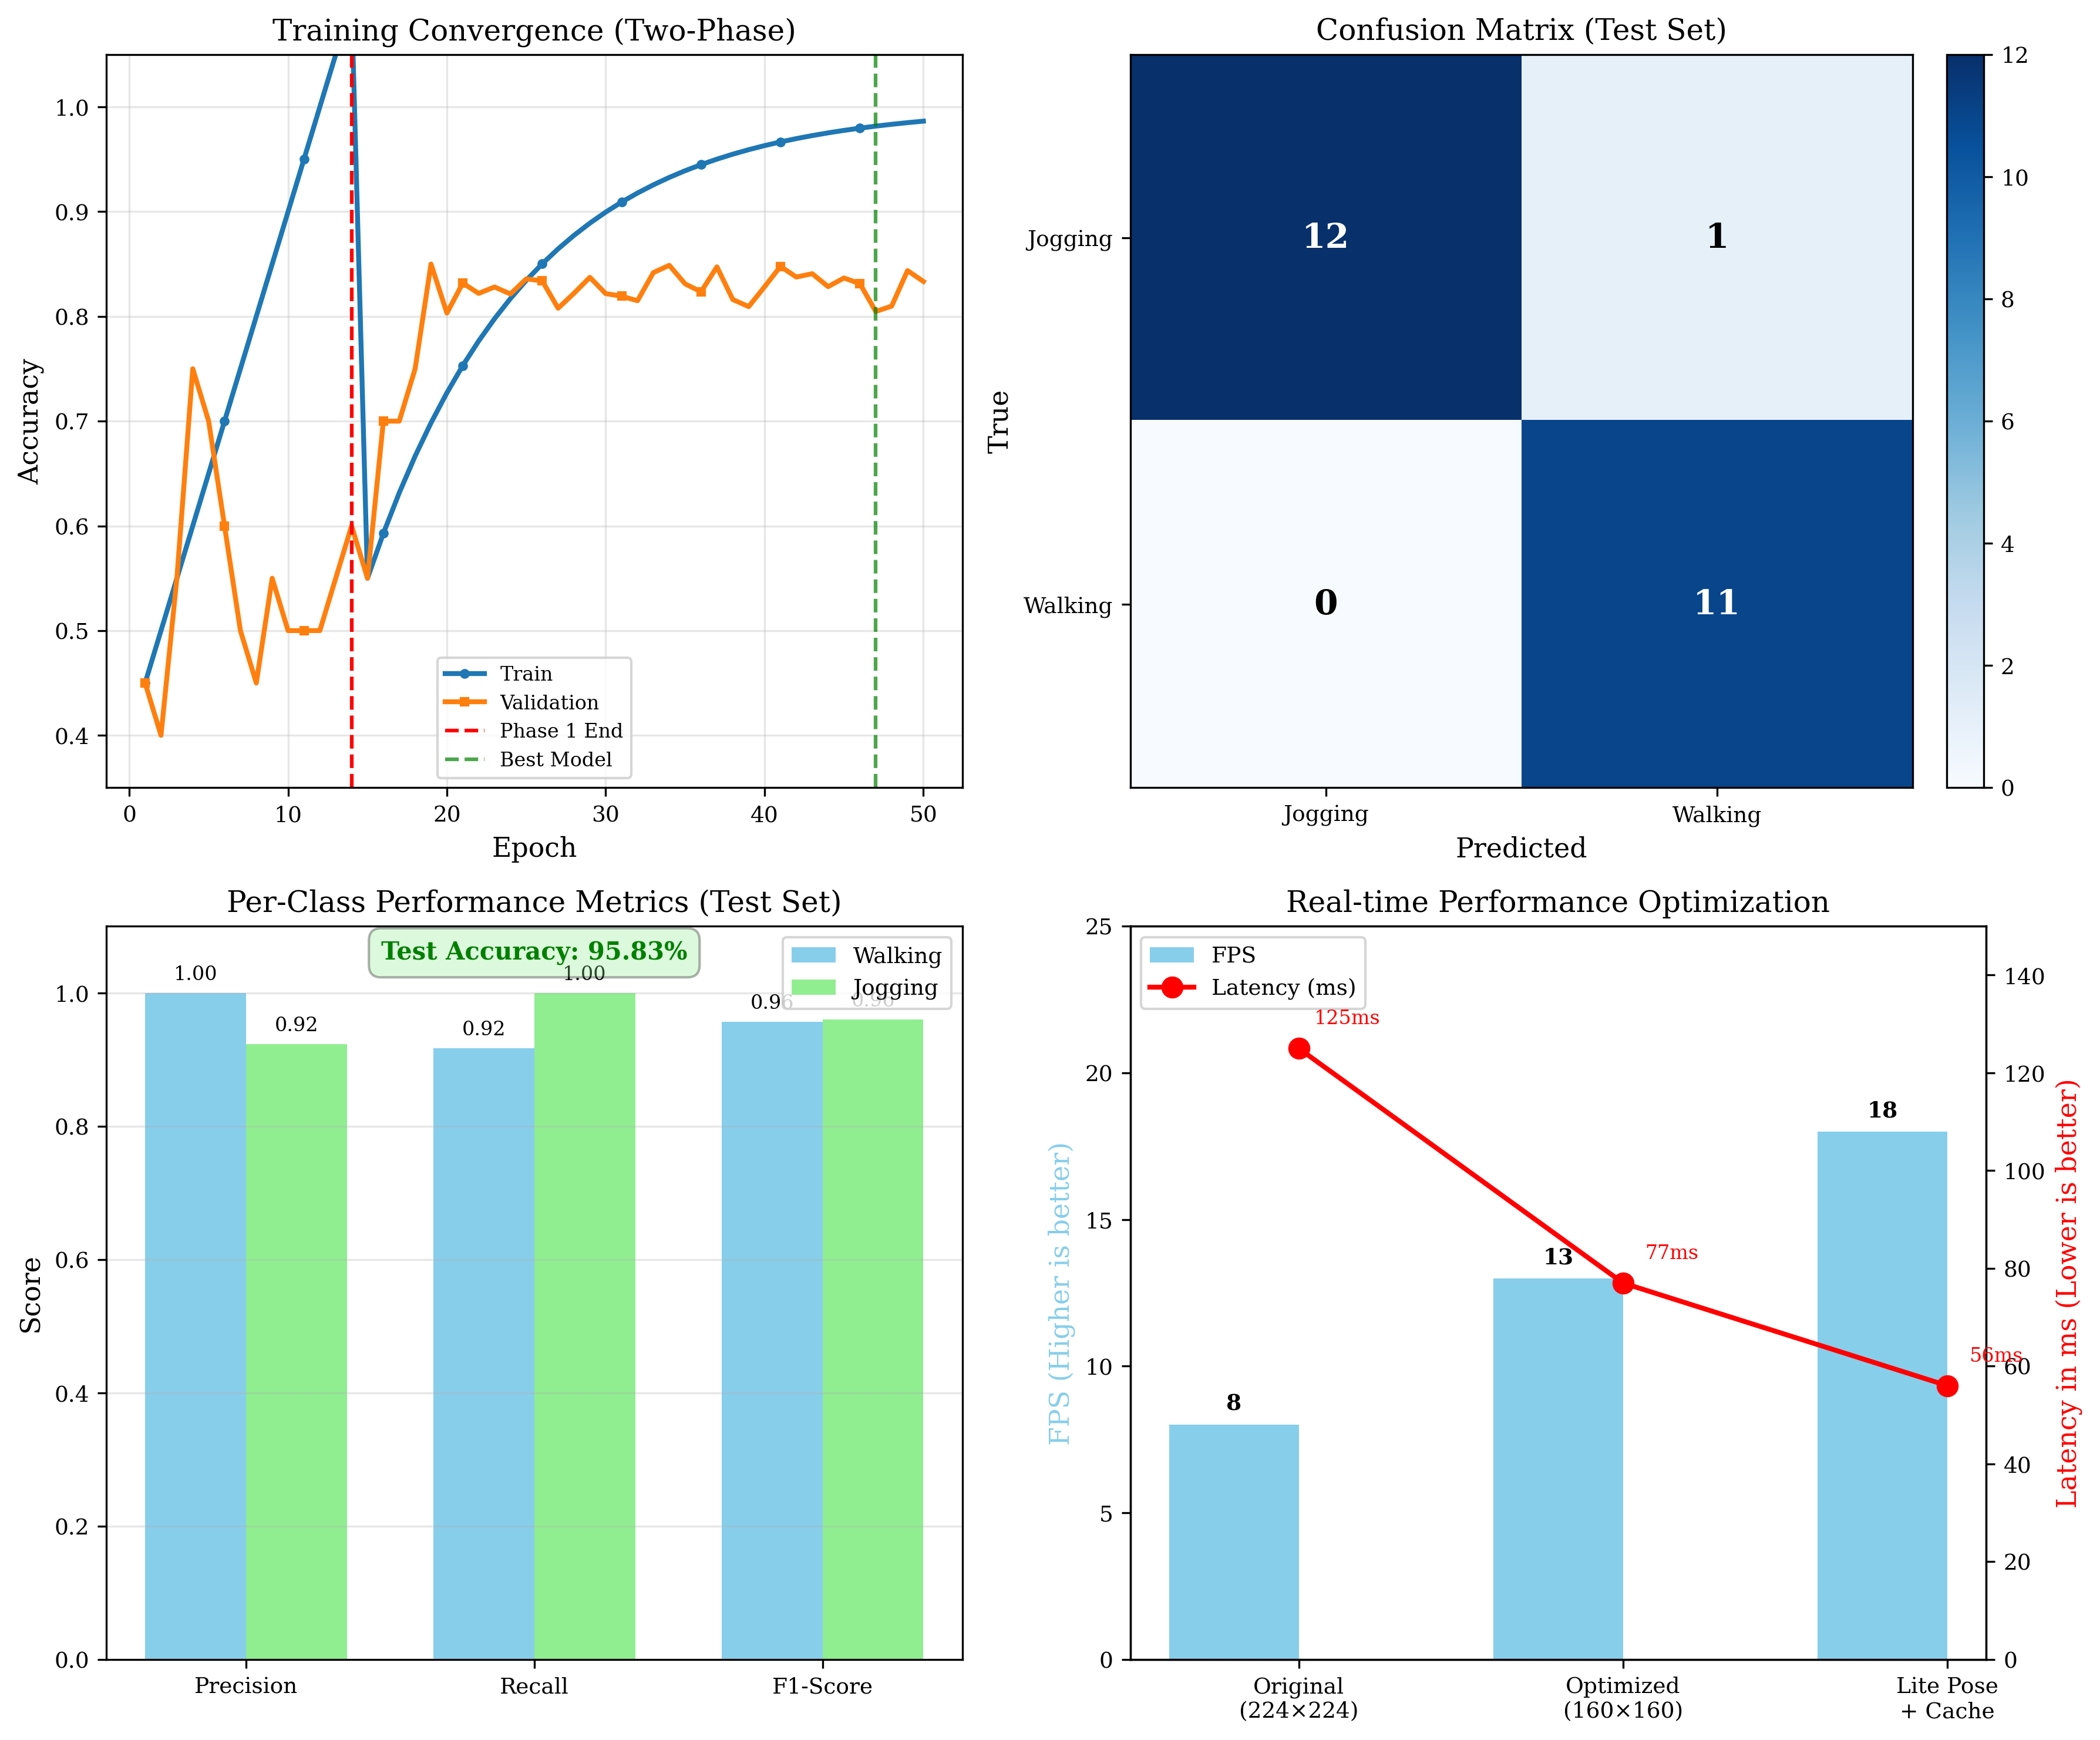 Training Convergence (Two-Phase)
Accuracy
1.0
0.9
0.8
0.7
0.6
0.5
0.4
0
10
20
30
40
50
Epoch
Train
Validation
Phase 1 End
Best Model
Confusion Matrix (Test Set)
True
Jogging
Walking
12
1
0
11
Jogging
Walking
Predicted
12
10
8
6
4
2
0
Per-Class Performance Metrics (Test Set)
Test Accuracy: 95.83%
Walking
Jogging
Score
1.0
0.8
0.6
0.4
0.2
0.0
1.00
0.92
0.92
1.00
0.96
0.96
Precision
Recall
F1-Score
Real-time Performance Optimization
FPS
Latency (ms)
FPS (Higher is better)
25
20
15
10
5
0
125ms
77ms
56ms
8
13
18
Original
(224×224)
Optimized
(160×160)
Lite Pose
+ Cache
140
120
100
80
60
40
20
0
Latency in ms (Lower is better)